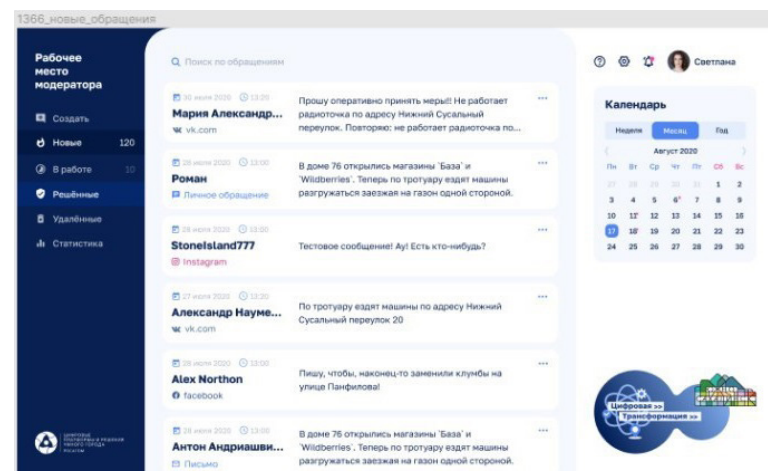 1366_новые_обращения
Рабочее
место
модератора
Создать
Новые 120
В работе 10
Решённые
Удалённые
Статистика
Поиск по обращениям
30 июля 2020 13:20
Мария Александр...
vk.com
Прошу оперативно принять меры!! Не работает
радиоточка по адресу Нижний Сусальный
переулок. Повторяю: не работает радиоточка по...
28 июля 2020 13:00
Роман
Личное обращение
В доме 76 открылись магазины `База` и
`Wildberries`. Теперь по тротуару ездят машины
разгружаться заезжая на газон одной стороной.
28 июля 2020 13:00
StoneIsland777
Instagram
Тестовое сообщение! Ау! Есть кто-нибудь?
27 июля 2020 13:20
Александр Науме...
vk.com
По тротуару ездят машины по адресу Нижний
Сусальный переулок 20
28 июля 2020 13:00
Alex Northon
facebook
Пишу, чтобы, наконец-то заменили клумбы на
улице Панфилова!
28 июля 2020 13:00
Антон Андриашви...
Письмо
В доме 76 открылись магазины `База` и
`Wildberries`. Теперь по тротуару ездят машины
разгружаться заезжая на газон одной стороной.
Светлана
Календарь
Неделя Месяц Год
Август 2020
Пн Вт Ср Чт Пт Сб Вс
27 28 29 30 31 1 2
3 4 5 6 7 8 9
10 11 12 13 14 15 16
17 18 19 20 21 22 23
24 25 26 27 28 29 30
Цифровая >>
Трансформация >>
ЦИФРОВЫЕ
ПЛАТФОРМЫ И РЕШЕНИЯ
УМНОГО ГОРОДА
РОСАТОМ